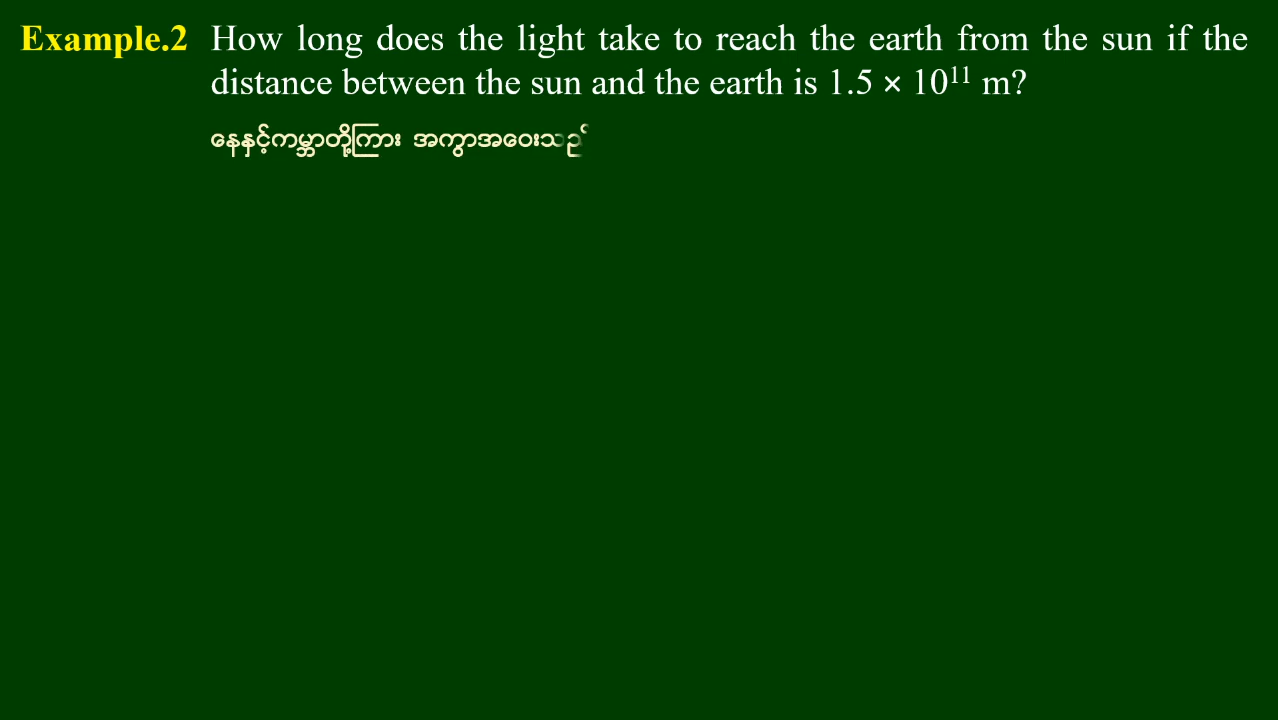 Example.2 How long does the light take to reach the earth from the sun if the
distance between the sun and the earth is 1.5 × 10¹¹ m?
နေနှင့်ကမ္ဘာတို့ကြား အကွာအဝေးသည်